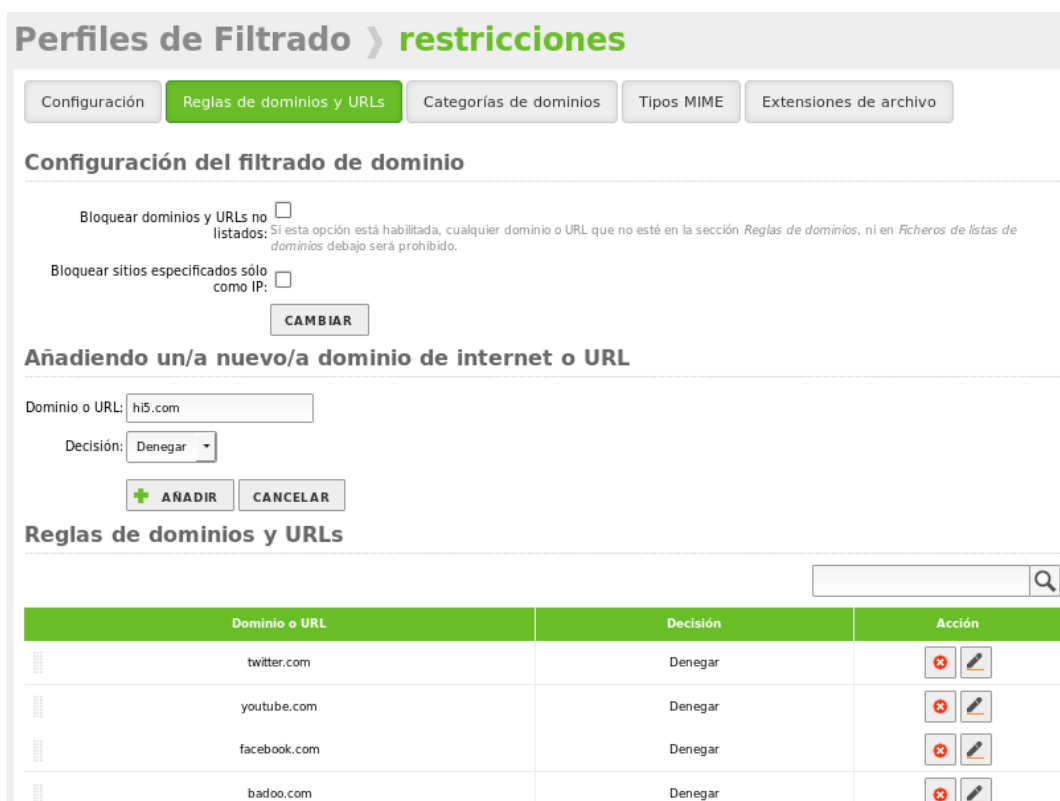 Perfiles de Filtrado ❭ restricciones
Configuración
Reglas de dominios y URLs
Categorías de dominios
Tipos MIME
Extensiones de archivo
Configuración del filtrado de dominio
Bloquear dominios y URLs no
listados:
Si esta opción está habilitada, cualquier dominio o URL que no esté en la sección Reglas de dominios, ni en Ficheros de listas de
dominios debajo será prohibido.
Bloquear sitios especificados sólo
como IP:
CAMBIAR
Añadiendo un/a nuevo/a dominio de internet o URL
Dominio o URL: hi5.com
Decisión: Denegar
AÑADIR
CANCELAR
Reglas de dominios y URLs
Dominio o URL Decisión Acción
twitter.com Denegar
youtube.com Denegar
facebook.com Denegar
badoo.com Denegar